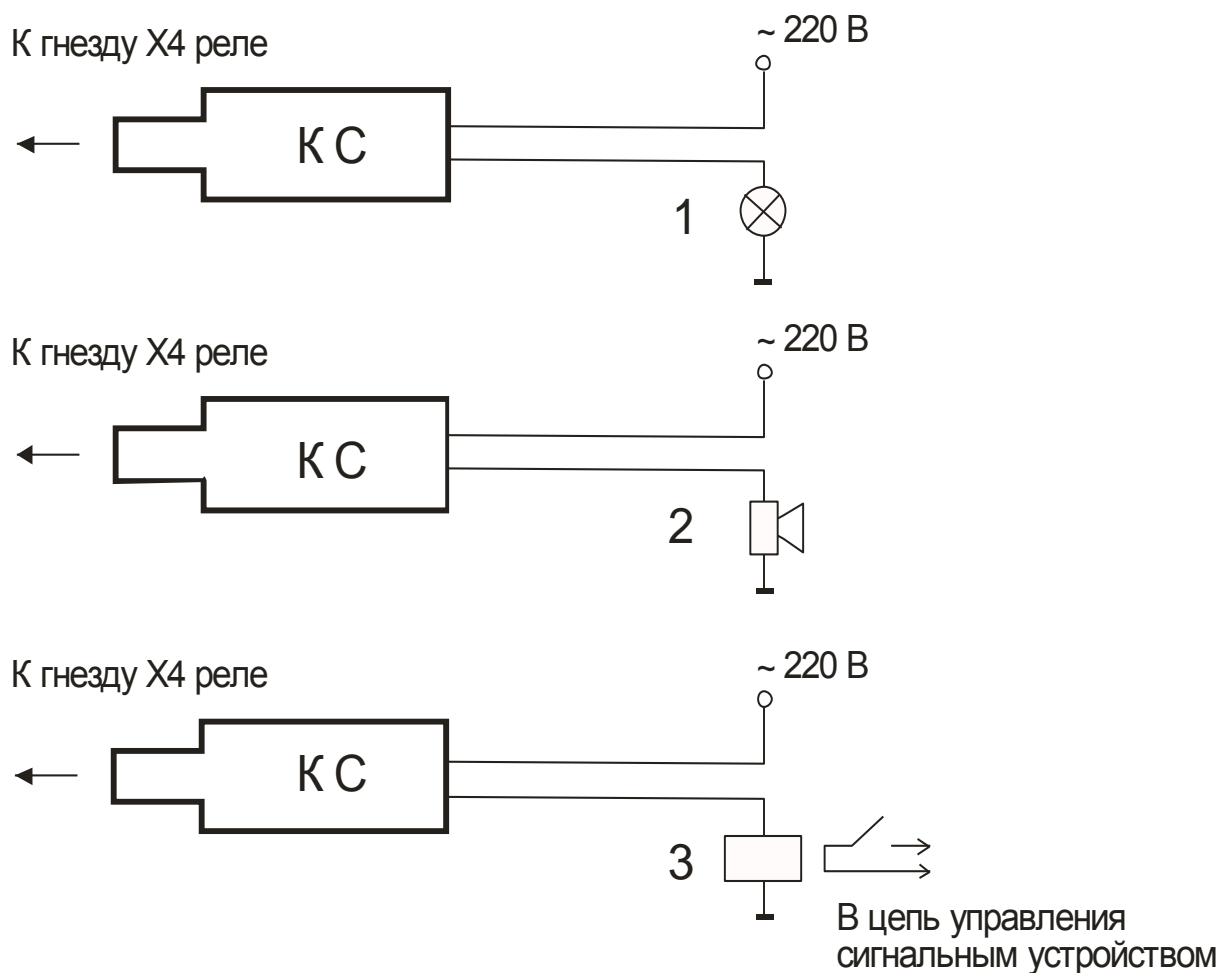 К гнезду X4 реле
~ 220 В
К С
1
К гнезду X4 реле
~ 220 В
К С
2
К гнезду X4 реле
~ 220 В
К С
3
В цепь управления
сигнальным устройством